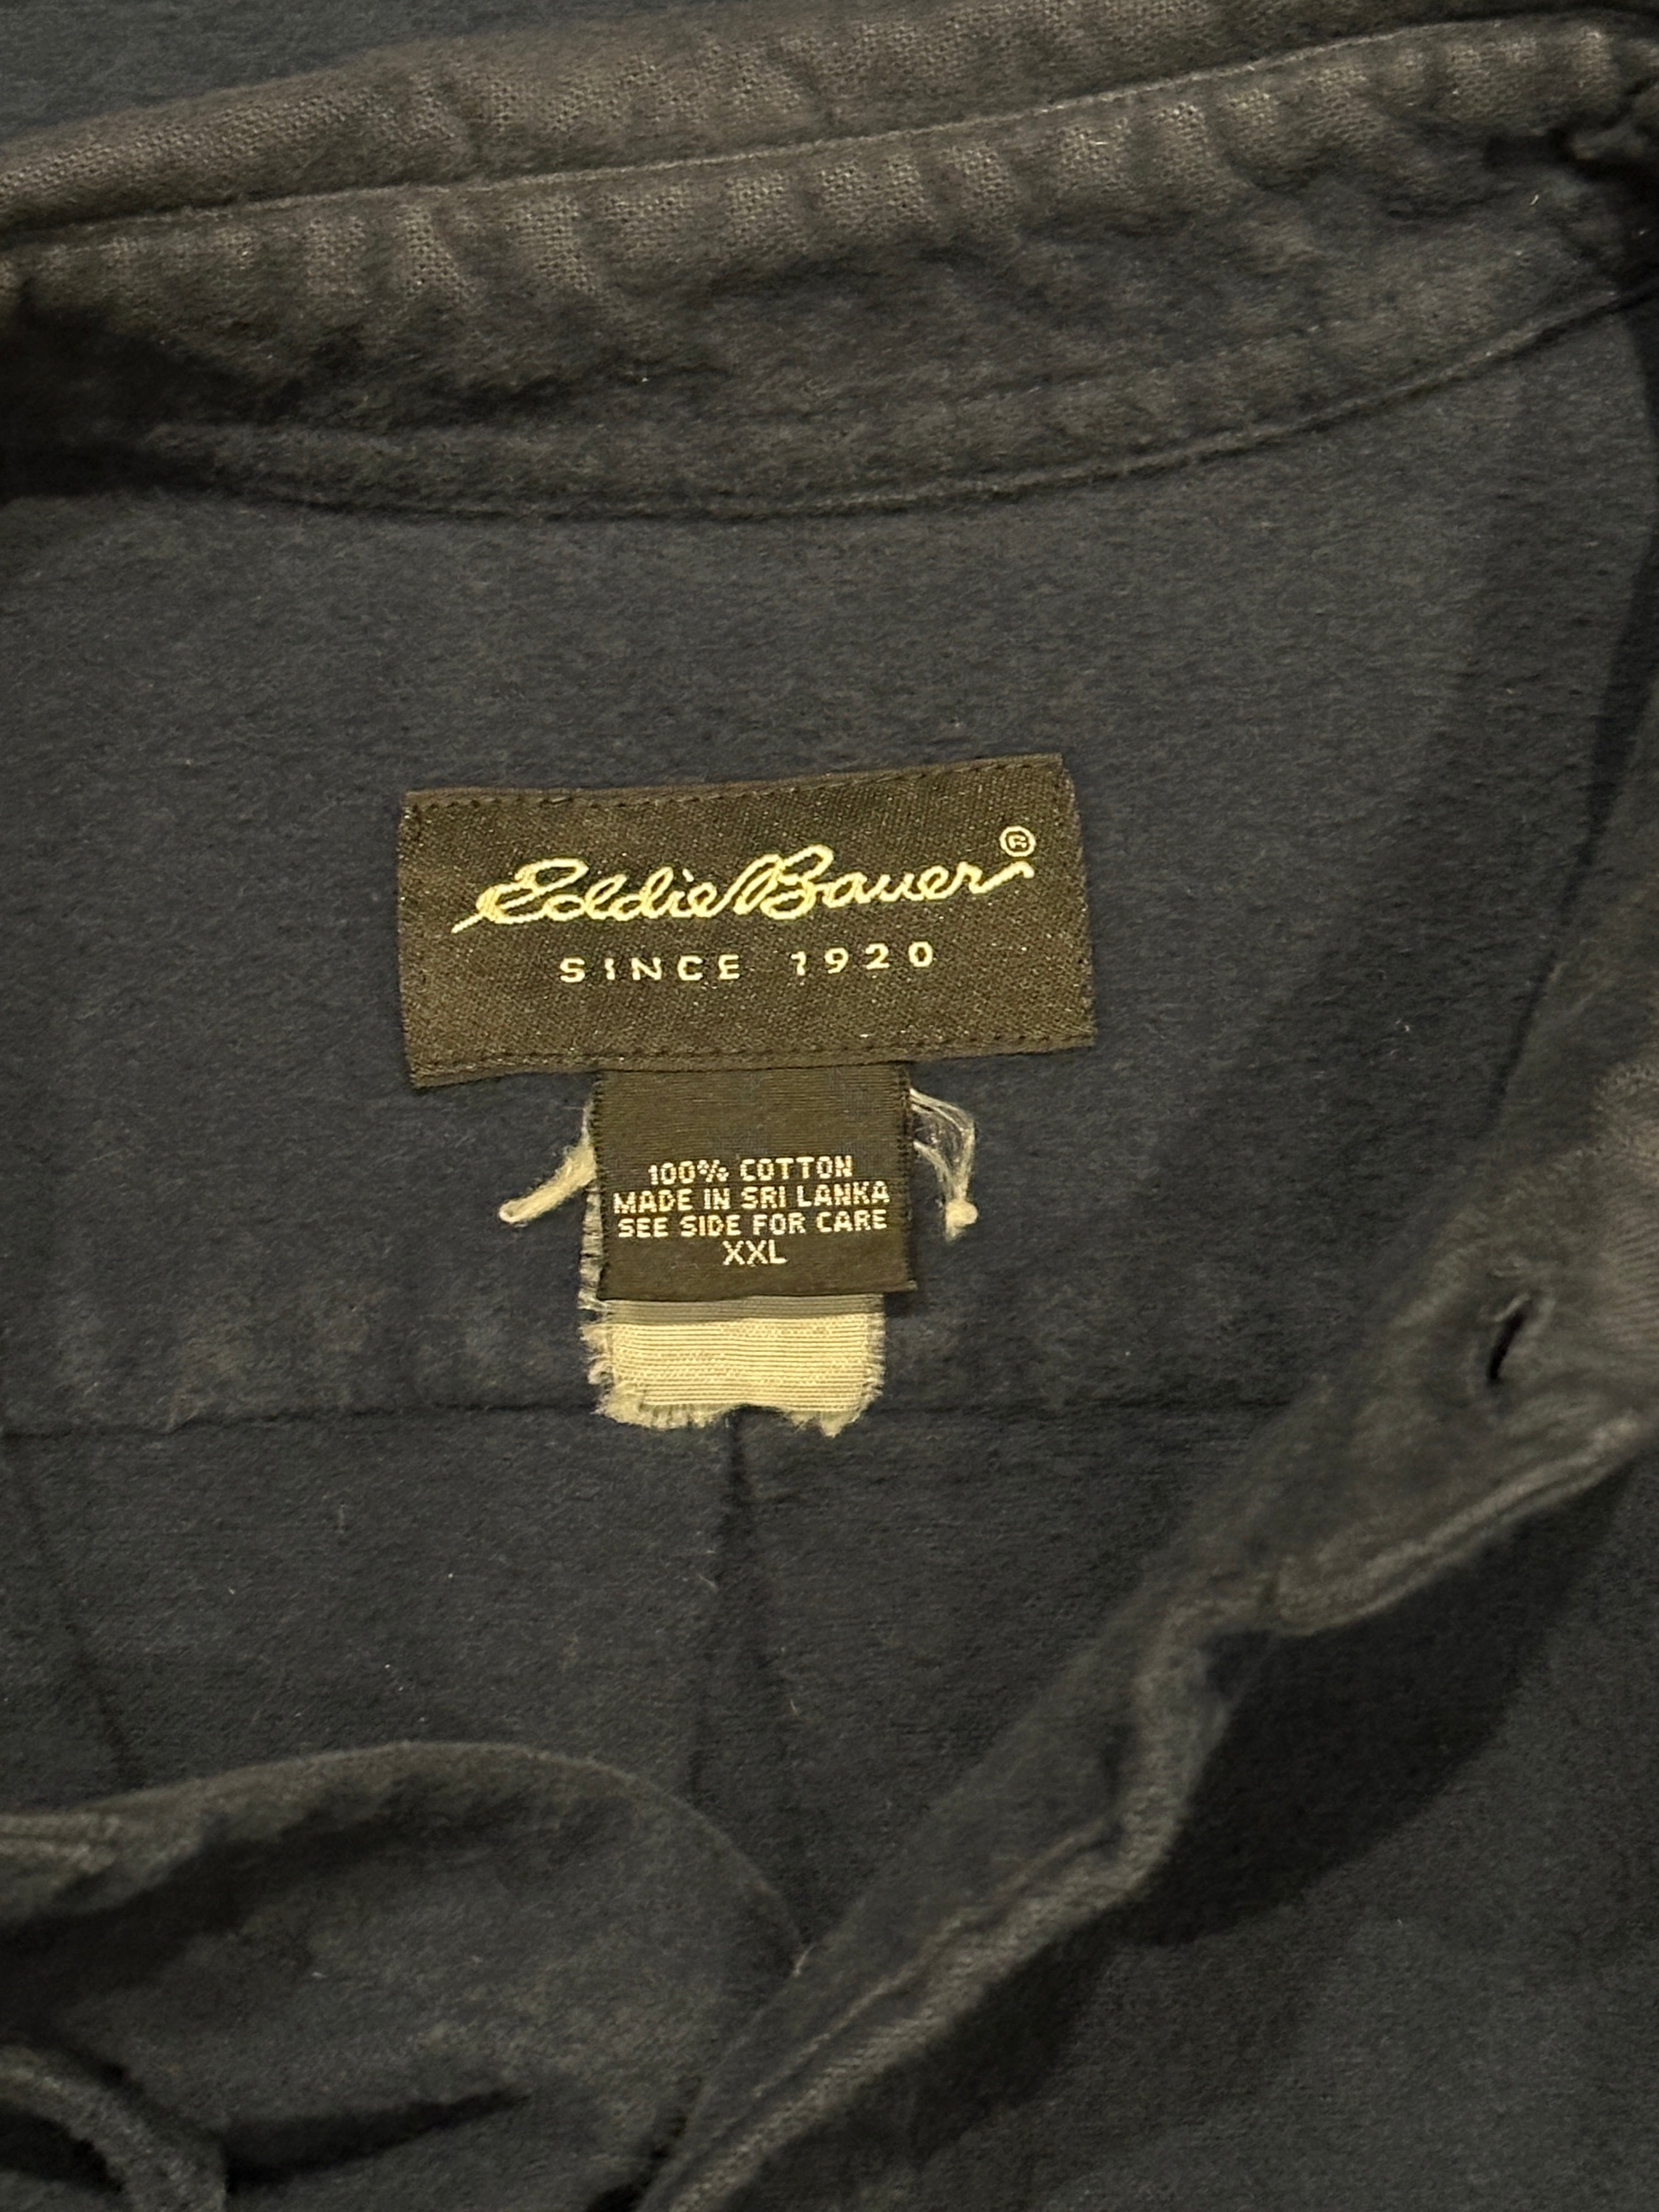 Eddie Bauer®
SINCE 1920
100% COTTON
MADE IN SRI LANKA
SEE SIDE FOR CARE
XXL